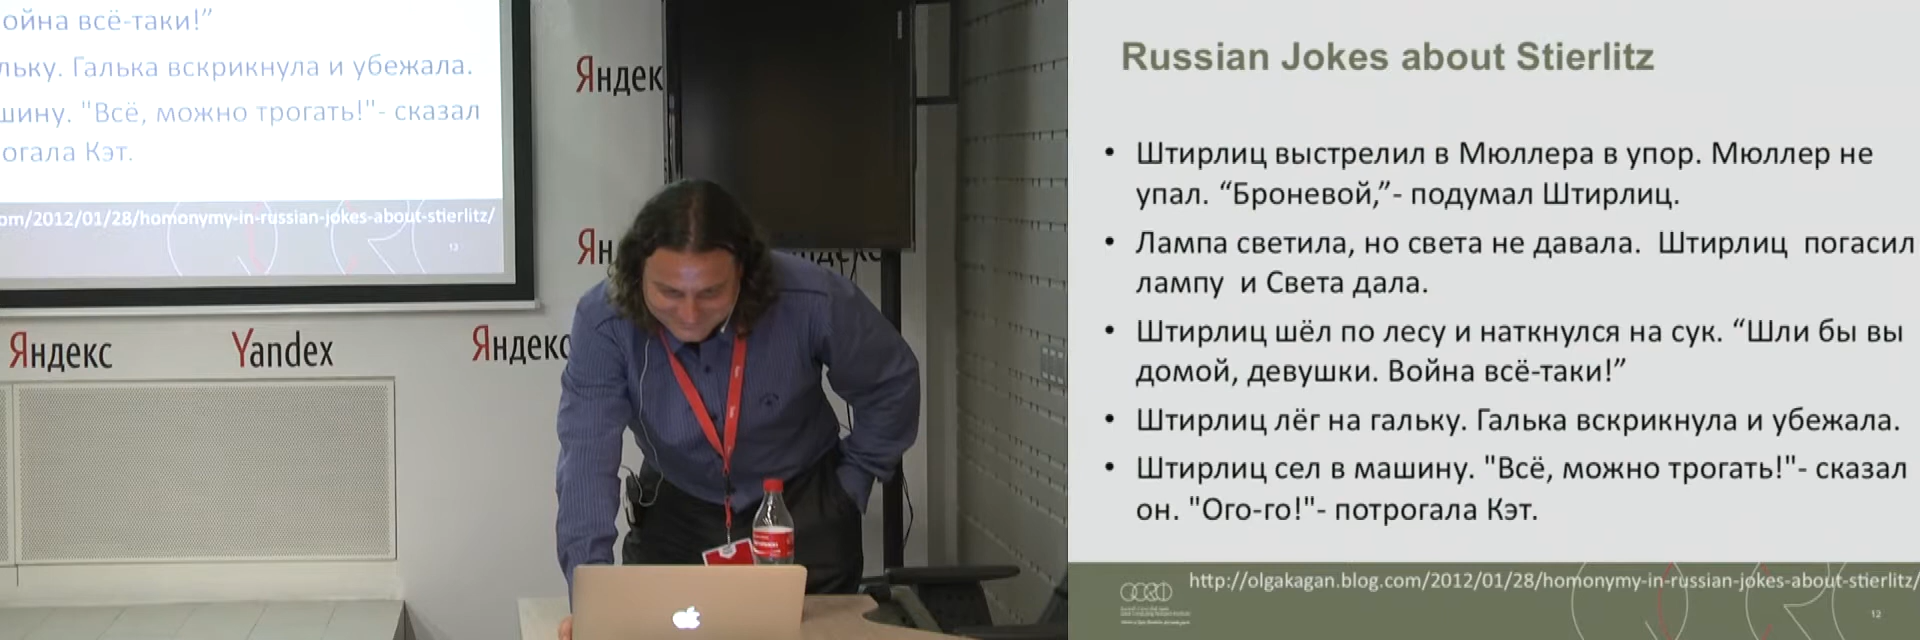 ойна всё-таки!”
льку. Галька вскрикнула и убежала.
шину. "Всё, можно трогать!"- сказал
огала Кэт.
om/2012/01/28/homonymy-in-russian-jokes-about-stierlitz/
13
Яндек
Ян
Яндекс
Яндекс
Yandex
Яндекс
Russian Jokes about Stierlitz
• Штирлиц выстрелил в Мюллера в упор. Мюллер не
упал. “Броневой,”- подумал Штирлиц.
• Лампа светила, но света не давала. Штирлиц погасил
лампу и Света дала.
• Штирлиц шёл по лесу и наткнулся на сук. “Шли бы вы
домой, девушки. Война всё-таки!”
• Штирлиц лёг на гальку. Галька вскрикнула и убежала.
• Штирлиц сел в машину. "Всё, можно трогать!"- сказал
он. "Ого-го!"- потрогала Кэт.
http://olgakagan.blog.com/2012/01/28/homonymy-in-russian-jokes-about-stierlitz/
12